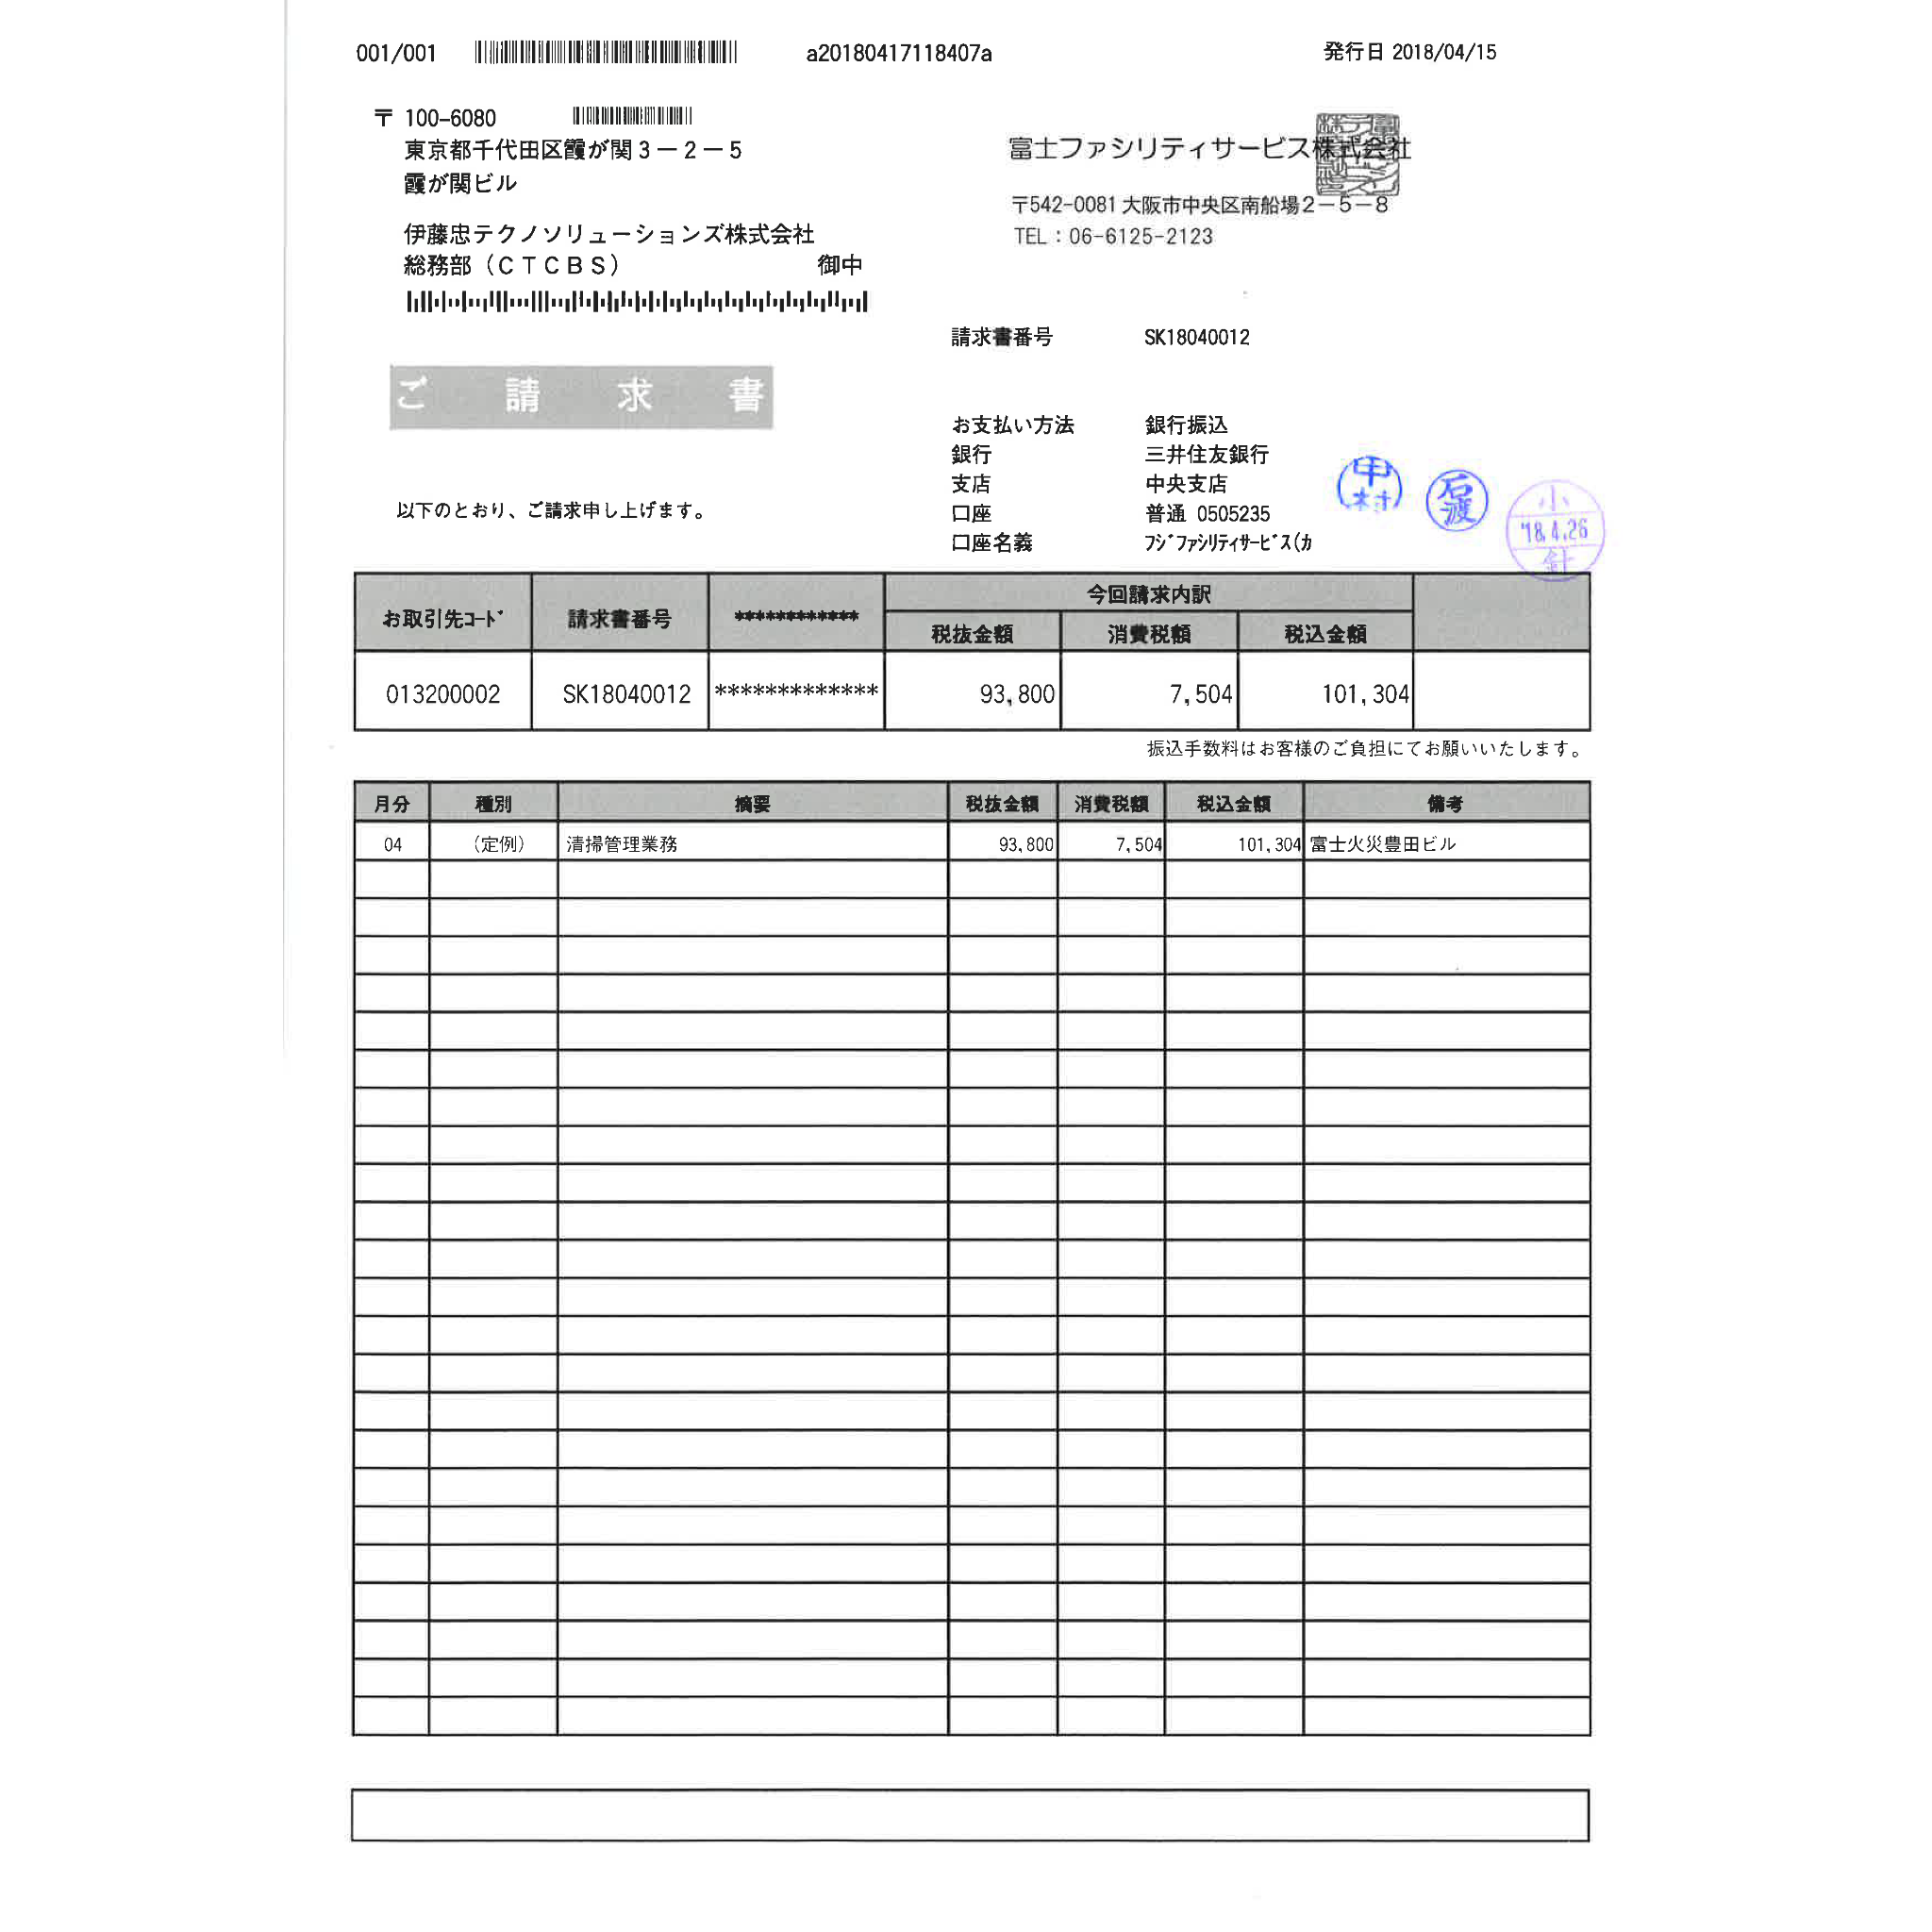 001/001 a20180417118407a 発行日 2018/04/15
〒 100-6080
東京都千代田区霞が関3-2-5
霞が関ビル
伊藤忠テクノソリューションズ株式会社
総務部(CTCBS) 御中
富士ファシリティサービス株式会社
〒542-0081 大阪市中央区南船場2-5-8
TEL:06-6125-2123
請求書番号 SK18040012
ご請求書
お支払い方法 銀行振込
銀行 三井住友銀行
支店 中央支店
口座 普通 0505235
口座名義 フジファシリティサービス(カ
以下のとおり、ご請求申し上げます。
石渡
小
'18.4.26
針
お取引先コード 請求書番号 ************ 今回請求内訳
税抜金額 消費税額 税込金額
013200002 SK18040012 ************* 93,800 7,504 101,304
振込手数料はお客様のご負担にてお願いいたします。
月分 種別 摘要 税抜金額 消費税額 税込金額 備考
04 (定例) 清掃管理業務 93,800 7,504 101,304 富士火災豊田ビル